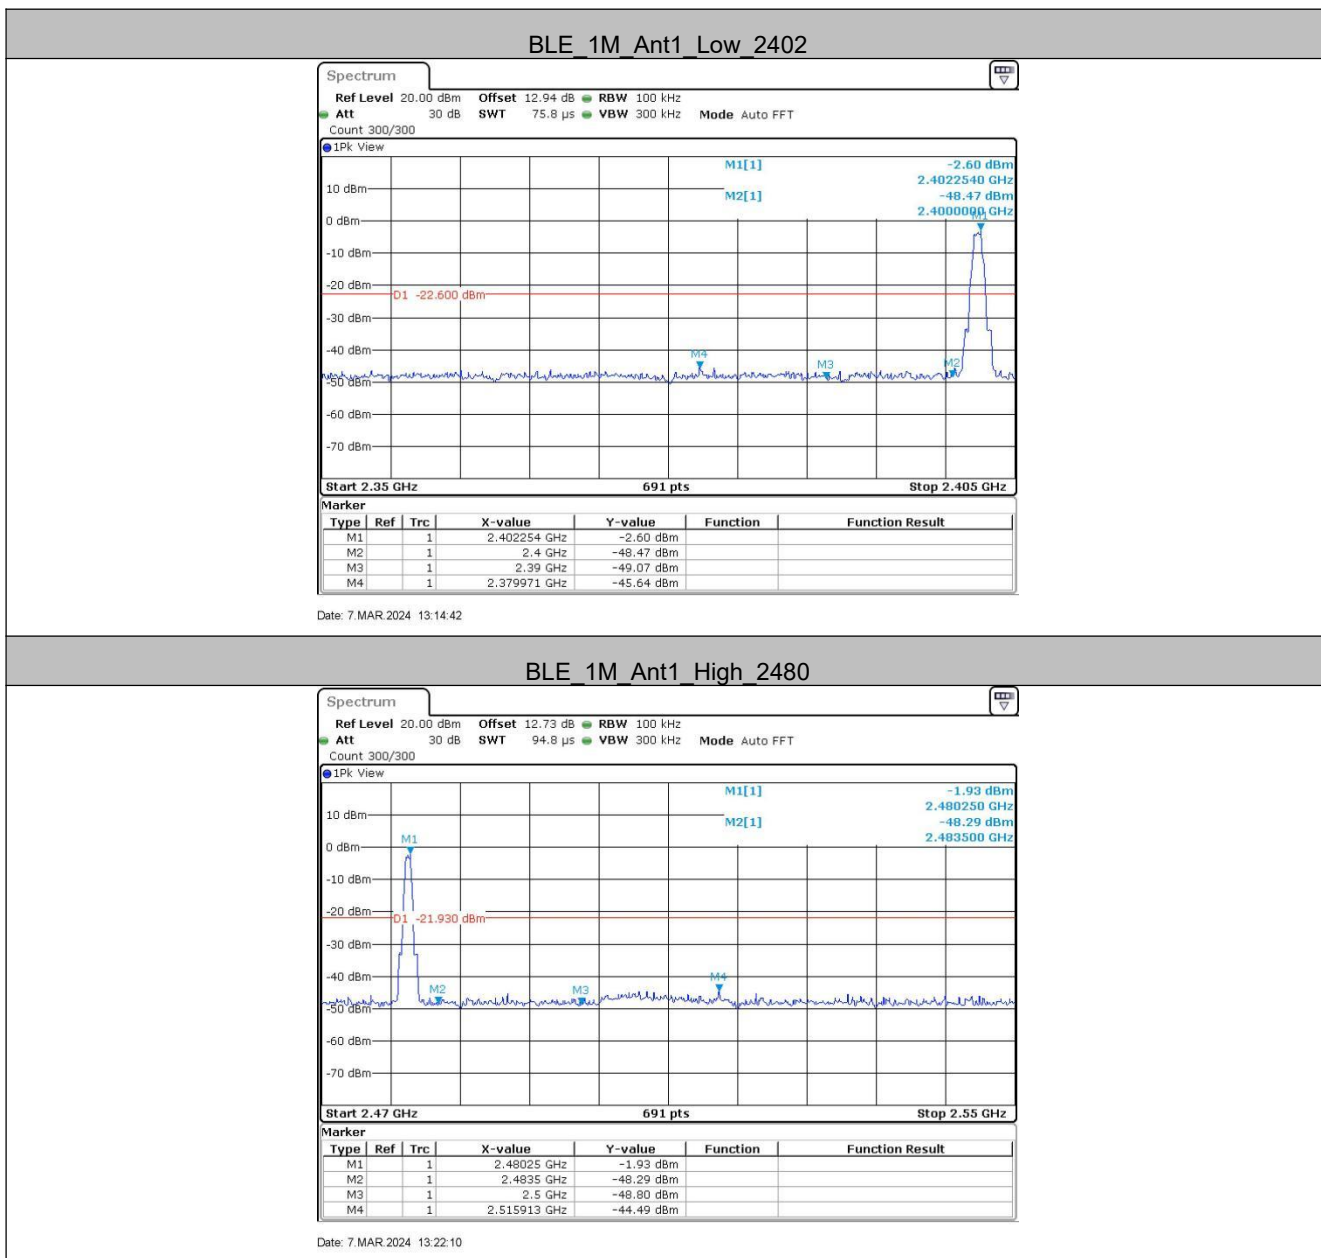 BLE_1M_Ant1_Low_2402
Spectrum
Ref Level 20.00 dBm Offset 12.94 dB RBW 100 kHz
Att 30 dB SWT 75.8 µs VBW 300 kHz Mode Auto FFT
Count 300/300
1Pk View
M1[1] -2.60 dBm
2.4022540 GHz
10 dBm
M2[1] -48.47 dBm
2.4000000 GHz
M1
0 dBm
-10 dBm
-20 dBm
D1 -22.600 dBm
-30 dBm
-40 dBm
M4
M3
M2
-50 dBm
-60 dBm
-70 dBm
Start 2.35 GHz 691 pts Stop 2.405 GHz
Marker
Type Ref Trc X-value Y-value Function Function Result
M1 1 2.402254 GHz -2.60 dBm
M2 1 2.4 GHz -48.47 dBm
M3 1 2.39 GHz -49.07 dBm
M4 1 2.379971 GHz -45.64 dBm
Date: 7.MAR.2024 13:14:42
BLE_1M_Ant1_High_2480
Spectrum
Ref Level 20.00 dBm Offset 12.73 dB RBW 100 kHz
Att 30 dB SWT 94.8 µs VBW 300 kHz Mode Auto FFT
Count 300/300
1Pk View
M1[1] -1.93 dBm
2.480250 GHz
10 dBm
M2[1] -48.29 dBm
2.483500 GHz
M1
0 dBm
-10 dBm
-20 dBm
D1 -21.930 dBm
-30 dBm
-40 dBm
M4
M2
M3
-50 dBm
-60 dBm
-70 dBm
Start 2.47 GHz 691 pts Stop 2.55 GHz
Marker
Type Ref Trc X-value Y-value Function Function Result
M1 1 2.48025 GHz -1.93 dBm
M2 1 2.4835 GHz -48.29 dBm
M3 1 2.5 GHz -48.80 dBm
M4 1 2.515913 GHz -44.49 dBm
Date: 7.MAR.2024 13:22:10